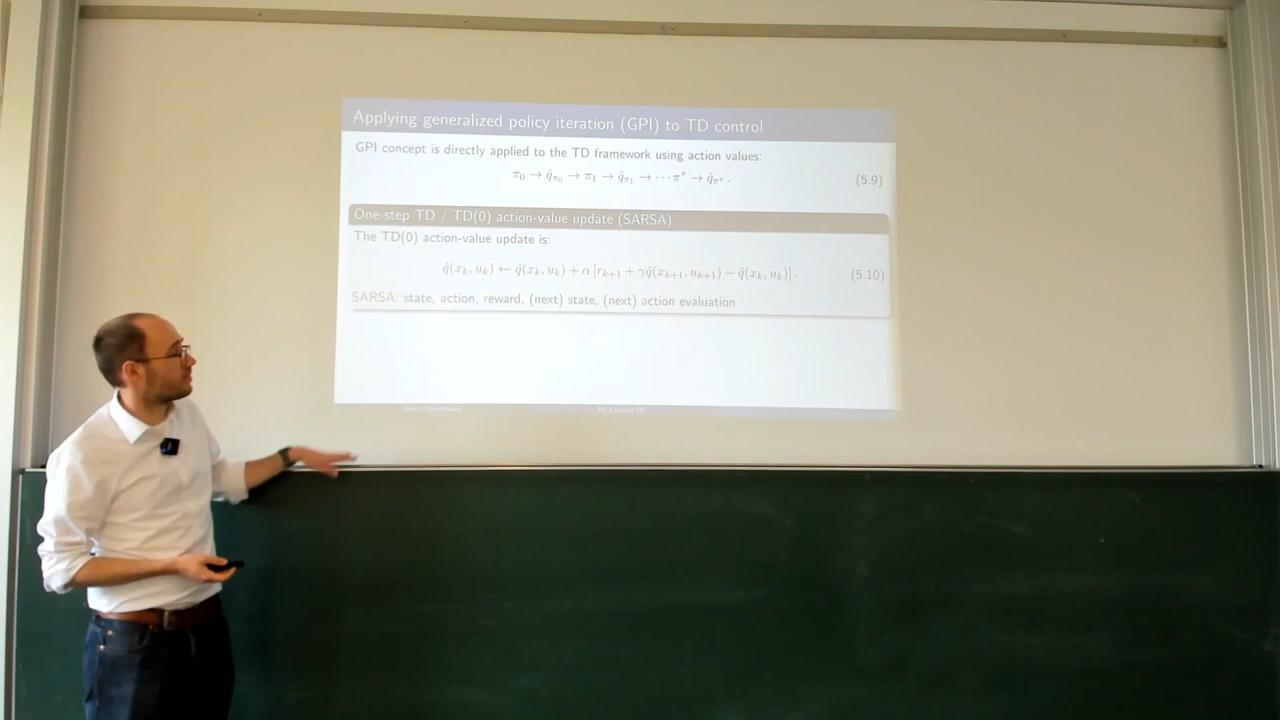 Applying generalized policy iteration (GPI) to TD control
GPI concept is directly applied to the TD framework using action values:
π₀ → q̂_π₀ → π₁ → q̂_π₁ → ⋯ π* → q̂_π* . (5.9)
One-step TD / TD(0) action-value update (SARSA)
The TD(0) action-value update is:
q̂(xₖ, uₖ) ← q̂(xₖ, uₖ) + α [rₖ₊₁ + γq̂(xₖ₊₁, uₖ₊₁) − q̂(xₖ, uₖ)] . (5.10)
SARSA: state, action, reward, (next) state, (next) action evaluation